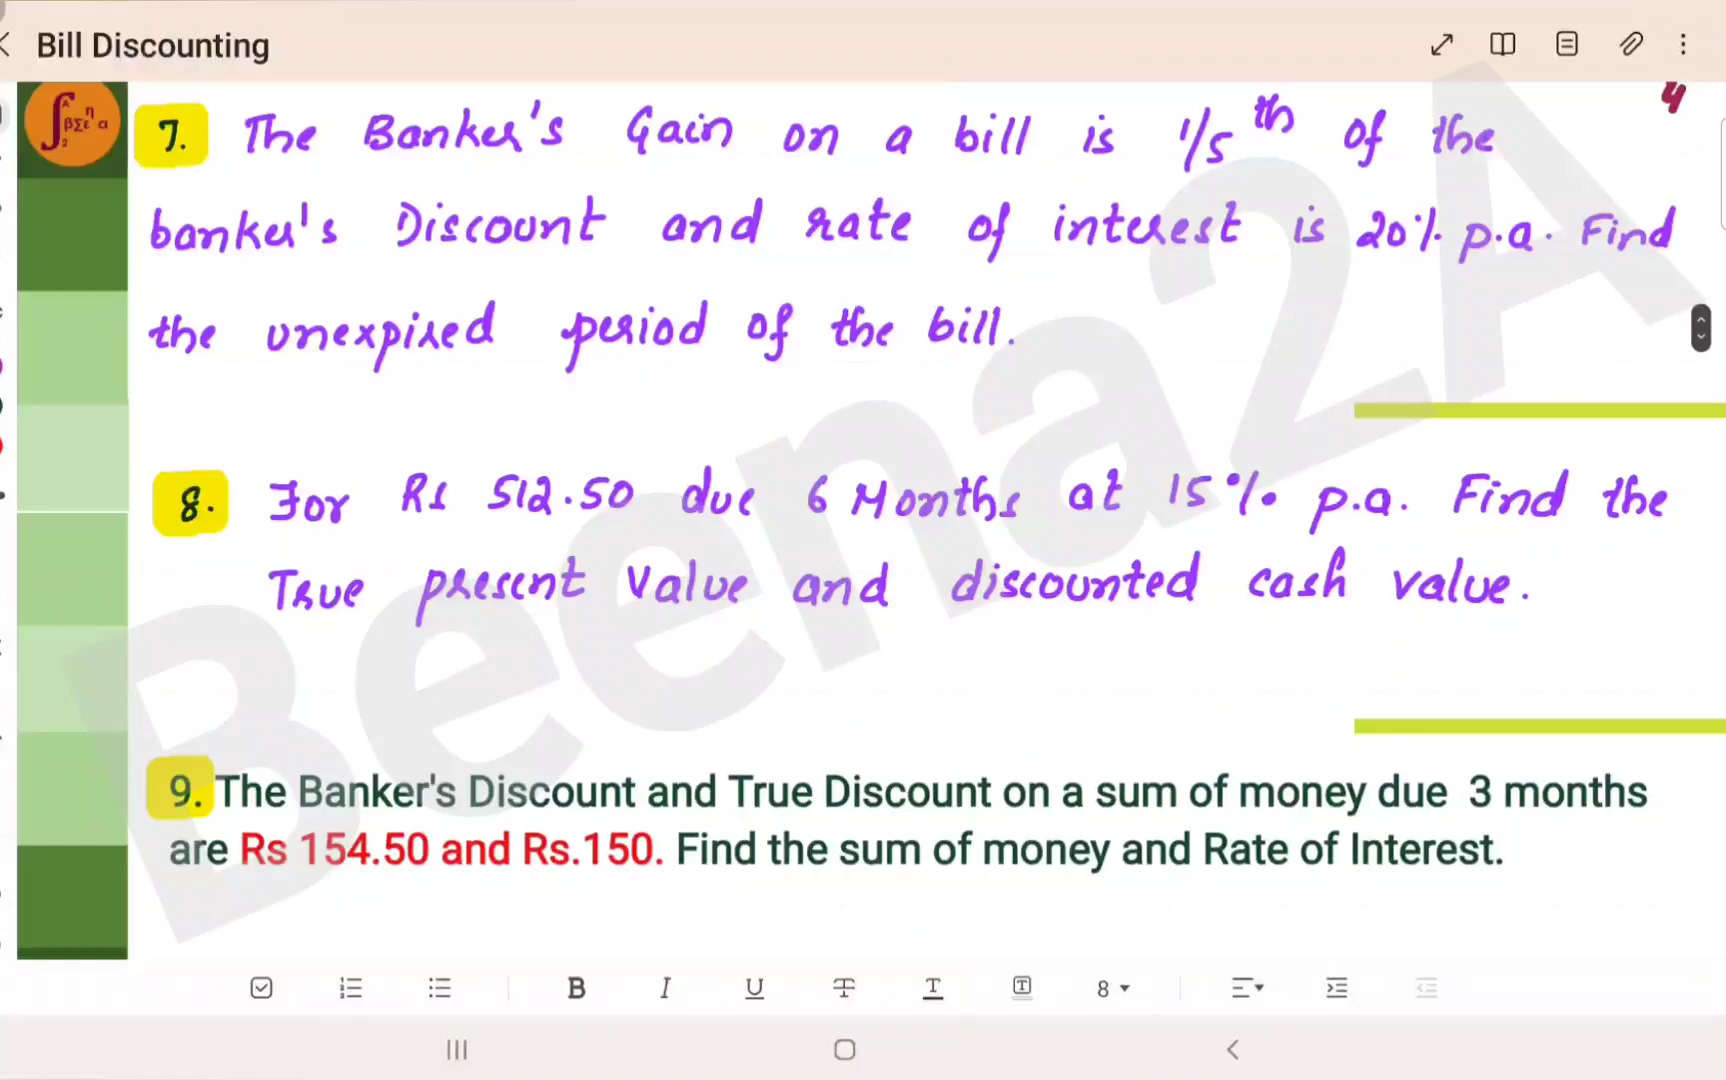 Bill Discounting
4
7. The Banker's Gain on a bill is 1/5th of the
banker's Discount and rate of interest is 20% p.a. Find
the unexpired period of the bill.
8. For Rs 512.50 due 6 Months at 15% p.a. Find the
True present Value and discounted cash value.
9. The Banker's Discount and True Discount on a sum of money due 3 months
are Rs 154.50 and Rs.150. Find the sum of money and Rate of Interest.
Beena2A
B I U T T T 8